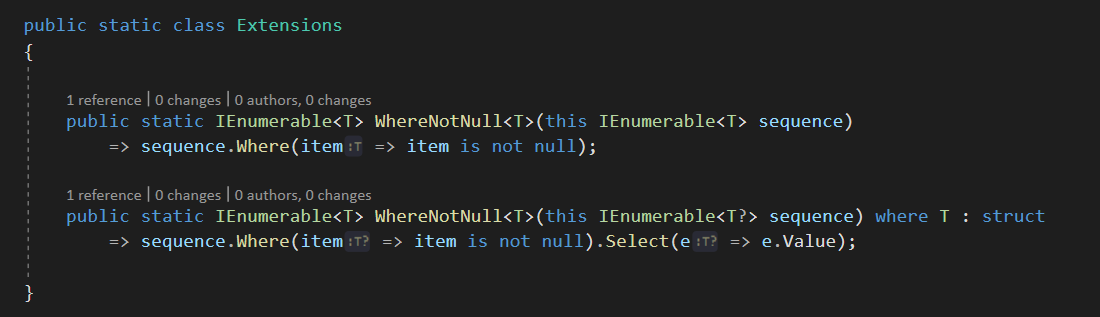 public static class Extensions
{
1 reference | 0 changes | 0 authors, 0 changes
public static IEnumerable<T> WhereNotNull<T>(this IEnumerable<T> sequence)
=> sequence.Where(item:T => item is not null);
1 reference | 0 changes | 0 authors, 0 changes
public static IEnumerable<T> WhereNotNull<T>(this IEnumerable<T?> sequence) where T : struct
=> sequence.Where(item:T? => item is not null).Select(e:T? => e.Value);
}